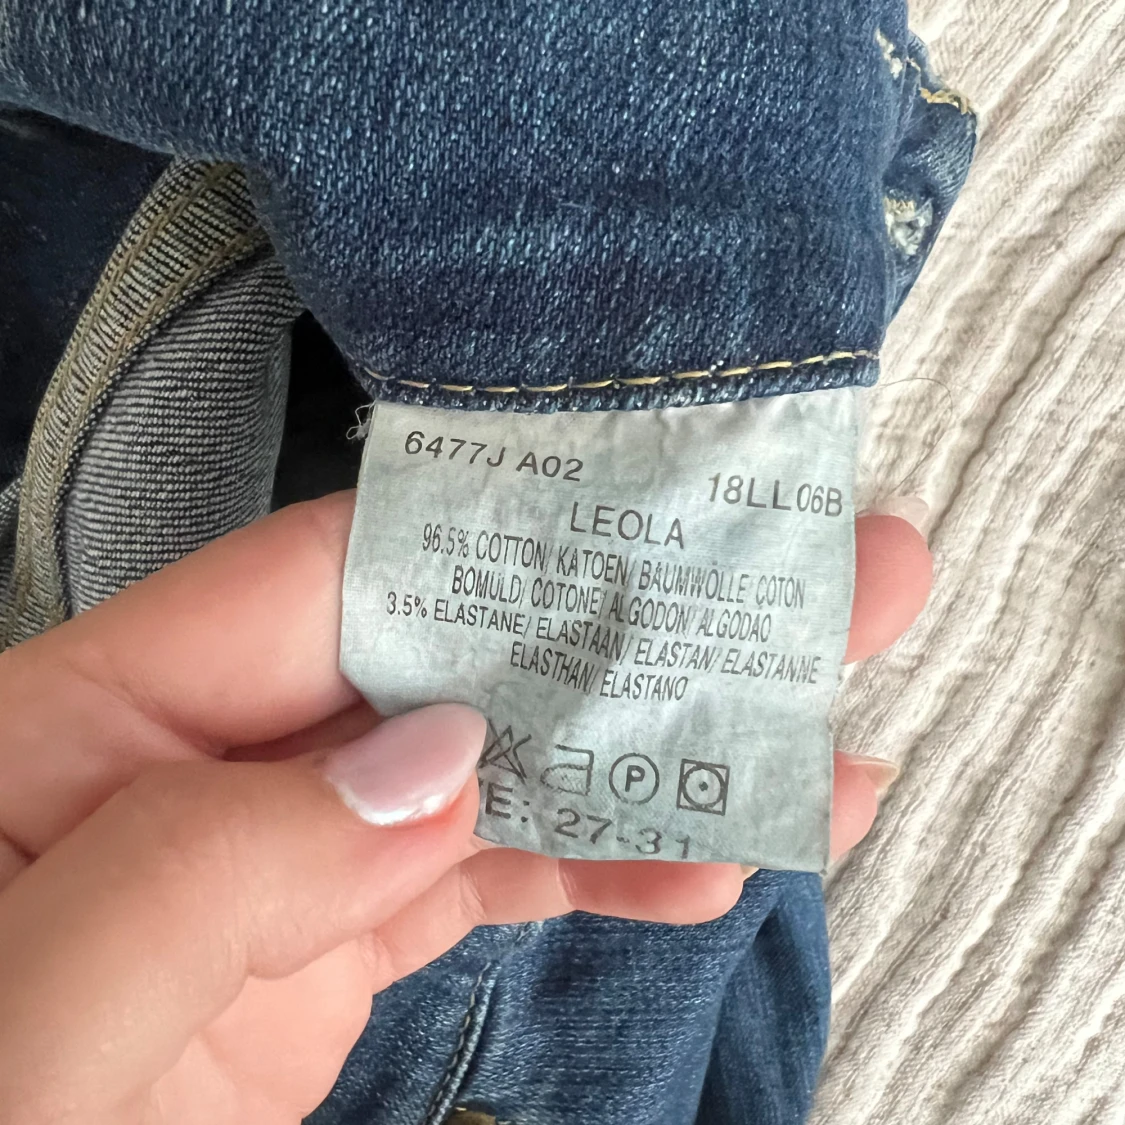 6477J A02
18LL06B
LEOLA
96.5% COTTON/ KATOEN/ BAUMWOLLE COTON
BOMULD/ COTONE/ ALGODON/ ALGODAO
3.5% ELASTANE/ ELASTAAN/ ELASTAN/ ELASTANNE
ELASTHAN/ ELASTANO
P
E: 27-31